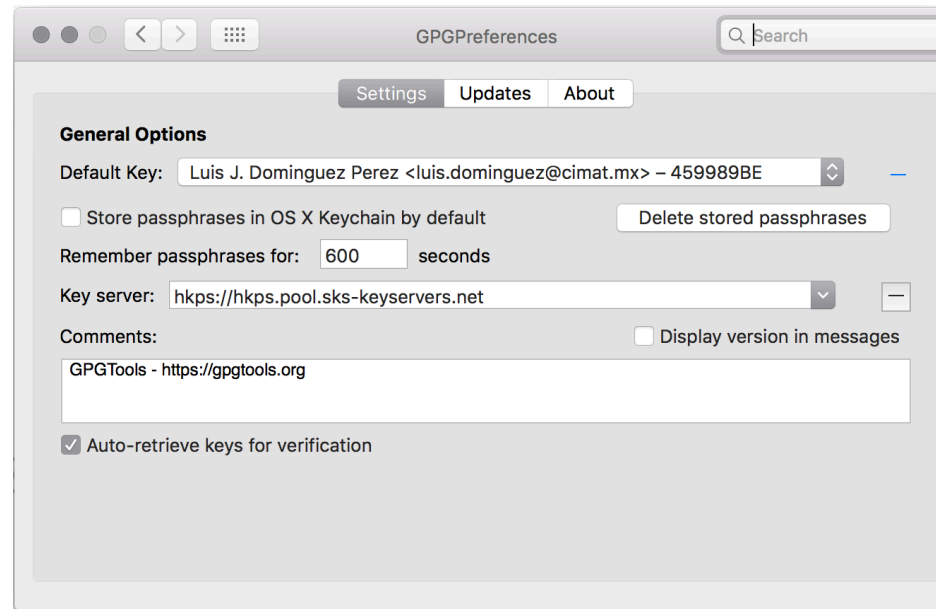 GPGPreferences
Search
Settings Updates About
General Options
Default Key: Luis J. Dominguez Perez <luis.dominguez@cimat.mx> – 459989BE
Store passphrases in OS X Keychain by default Delete stored passphrases
Remember passphrases for: 600 seconds
Key server: hkps://hkps.pool.sks-keyservers.net
Comments: Display version in messages
GPGTools - https://gpgtools.org
Auto-retrieve keys for verification